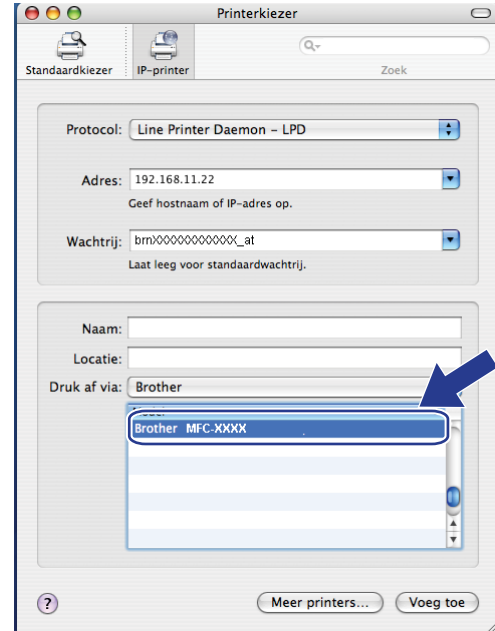 Printerkiezer
Standaardkiezer
IP-printer
Zoek
Protocol: Line Printer Daemon – LPD
Adres: 192.168.11.22
Geef hostnaam of IP-adres op.
Wachtrij: brnXXXXXXXXXXXX_at
Laat leeg voor standaardwachtrij.
Naam:
Locatie:
Druk af via: Brother
Model
Brother MFC-XXXX
?
Meer printers...
Voeg toe